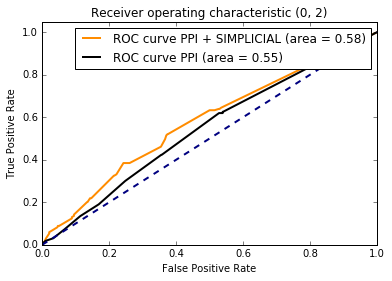 Receiver operating characteristic (0, 2)
ROC curve PPI + SIMPLICIAL (area = 0.58)
ROC curve PPI (area = 0.55)
True Positive Rate
1.0
0.8
0.6
0.4
0.2
0.0
0.0 0.2 0.4 0.6 0.8 1.0
False Positive Rate